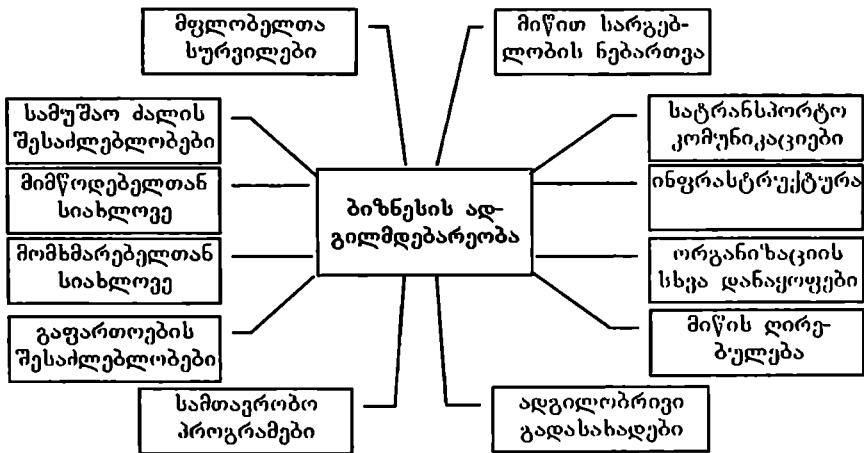 მფლობელთა
სურვილები
მიწით სარგებ-
ლობის ნებართვა
სამუშაო ძალის
შესაძლებლობები
სატრანსპორტო
კომუნიკაციები
მიმწოდებელთან
სიახლოვე
ინფრასტრუქტურა
ბიზნესის ად-
გილმდებარეობა
მომხმარებელთან
სიახლოვე
ორგანიზაციის
სხვა დანაყოფები
გაფართოების
შესაძლებლობები
მიწის ღირე-
ბულება
სამთავრობო
პროგრამები
ადგილობრივი
გადასახადები